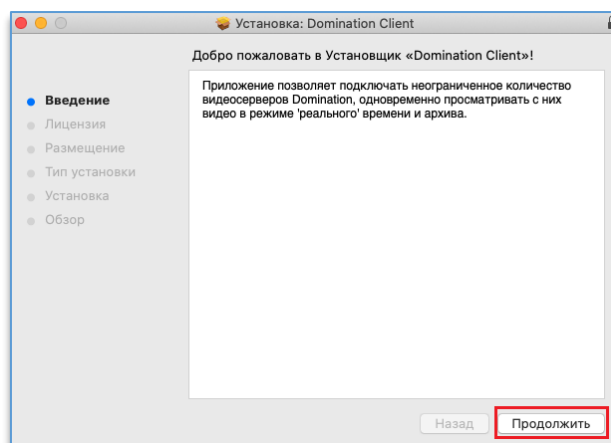 Установка: Domination Client
Добро пожаловать в Установщик «Domination Client»!
Введение
Лицензия
Размещение
Тип установки
Установка
Обзор
Приложение позволяет подключать неограниченное количество
видеосерверов Domination, одновременно просматривать с них
видео в режиме 'реального' времени и архива.
Назад
Продолжить